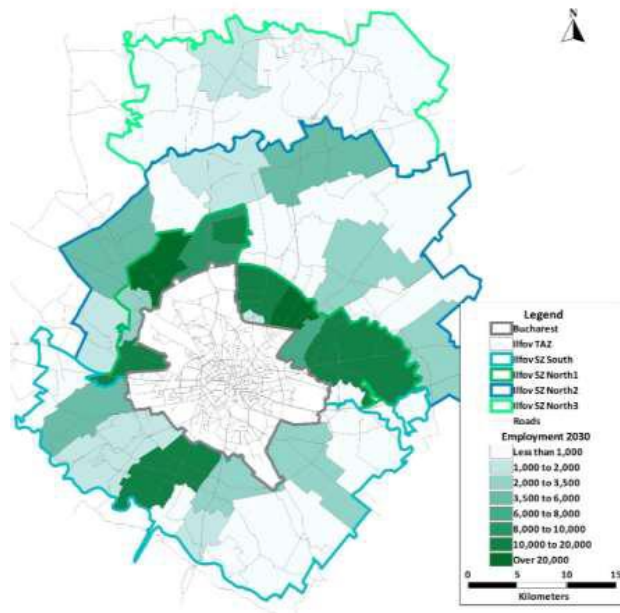 N
Legend
Bucharest
Ilfov TAZ
Ilfov SZ South
Ilfov SZ North1
Ilfov SZ North2
Ilfov SZ North3
Roads
Employment 2030
Less than 1,000
1,000 to 2,000
2,000 to 3,500
3,500 to 6,000
6,000 to 8,000
8,000 to 10,000
10,000 to 20,000
Over 20,000
0 5 10 15
Kilometers